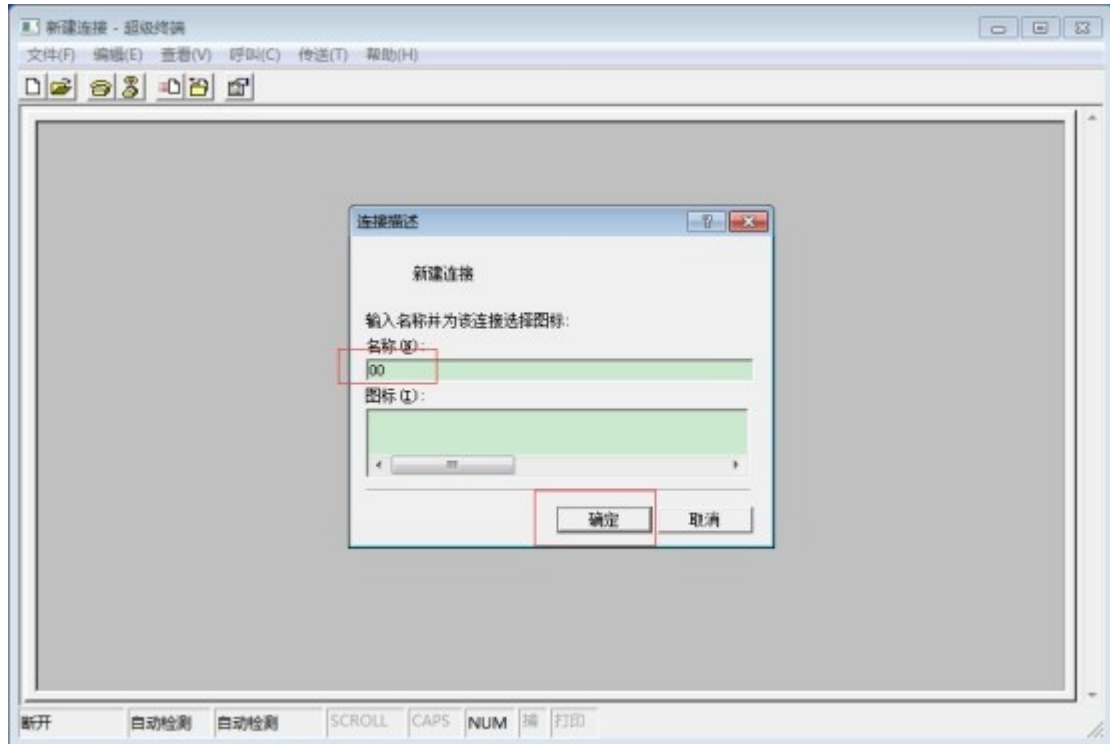 新建连接 - 超级终端
文件(F) 编辑(E) 查看(V) 呼叫(C) 传送(T) 帮助(H)
连接描述
新建连接
输入名称并为该连接选择图标:
名称(N):
00
图标(I):
确定 取消
断开 自动检测 自动检测 SCROLL CAPS NUM 捕 打印